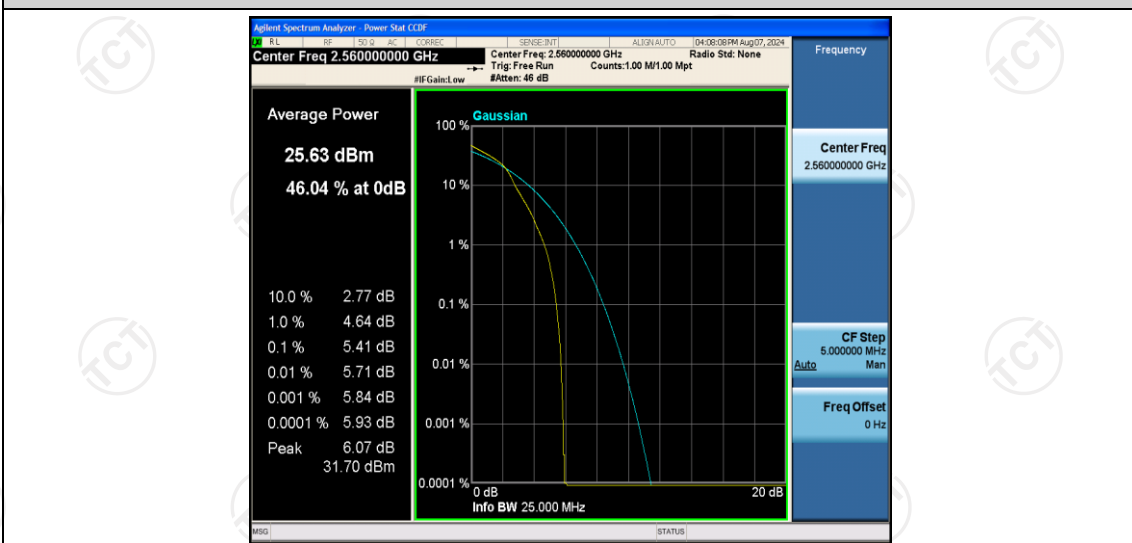 Agilent Spectrum Analyzer - Power Stat CCDF
RL RF 50 Ω AC CORREC SENSE:INT ALIGN AUTO 04:08:08 PM Aug 07, 2024
Center Freq 2.560000000 GHz
Center Freq: 2.560000000 GHz Radio Std: None
Trig: Free Run Counts:1.00 M/1.00 Mpt
#IFGain:Low #Atten: 46 dB
Frequency
Average Power
25.63 dBm
46.04 % at 0dB
10.0 % 2.77 dB
1.0 % 4.64 dB
0.1 % 5.41 dB
0.01 % 5.71 dB
0.001 % 5.84 dB
0.0001 % 5.93 dB
Peak 6.07 dB
31.70 dBm
Gaussian
100 %
10 %
1 %
0.1 %
0.01 %
0.001 %
0.0001 %
0 dB 20 dB
Info BW 25.000 MHz
Center Freq
2.560000000 GHz
CF Step
5.000000 MHz
Auto Man
Freq Offset
0 Hz
MSG STATUS
TCT
TCT
TCT
TCT